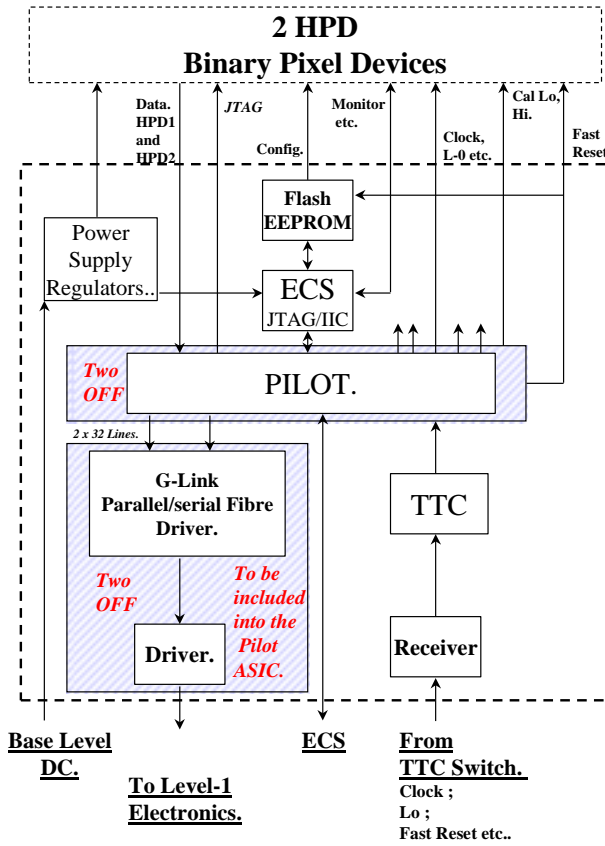 2 HPD
Binary Pixel Devices
Data.
HPD1
and
HPD2
JTAG
Config.
Monitor
etc.
Clock,
L-0 etc.
Cal Lo,
Hi.
Fast
Reset
Flash
EEPROM
Power
Supply
Regulators..
ECS
JTAG/IIC
Two
OFF
PILOT.
2 x 32 Lines.
G-Link
Parallel/serial Fibre
Driver.
TTC
Two
OFF
To be
included
into the
Pilot
ASIC.
Driver.
Receiver
Base Level
DC.
To Level-1
Electronics.
ECS
From
TTC Switch.
Clock ;
Lo ;
Fast Reset etc..